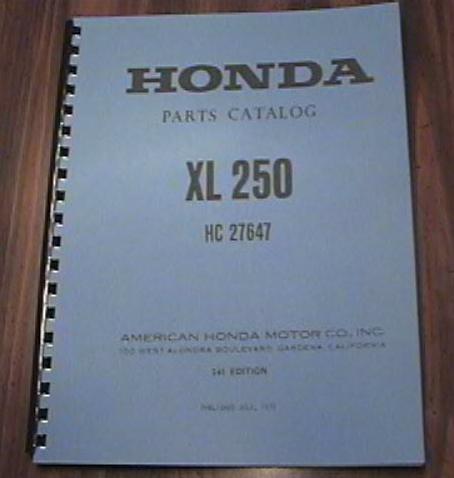 HONDA
PARTS CATALOG
XL 250
HC 27647
AMERICAN HONDA MOTOR CO., INC.
100 WEST ALONDRA BOULEVARD, GARDENA, CALIFORNIA
EDITION